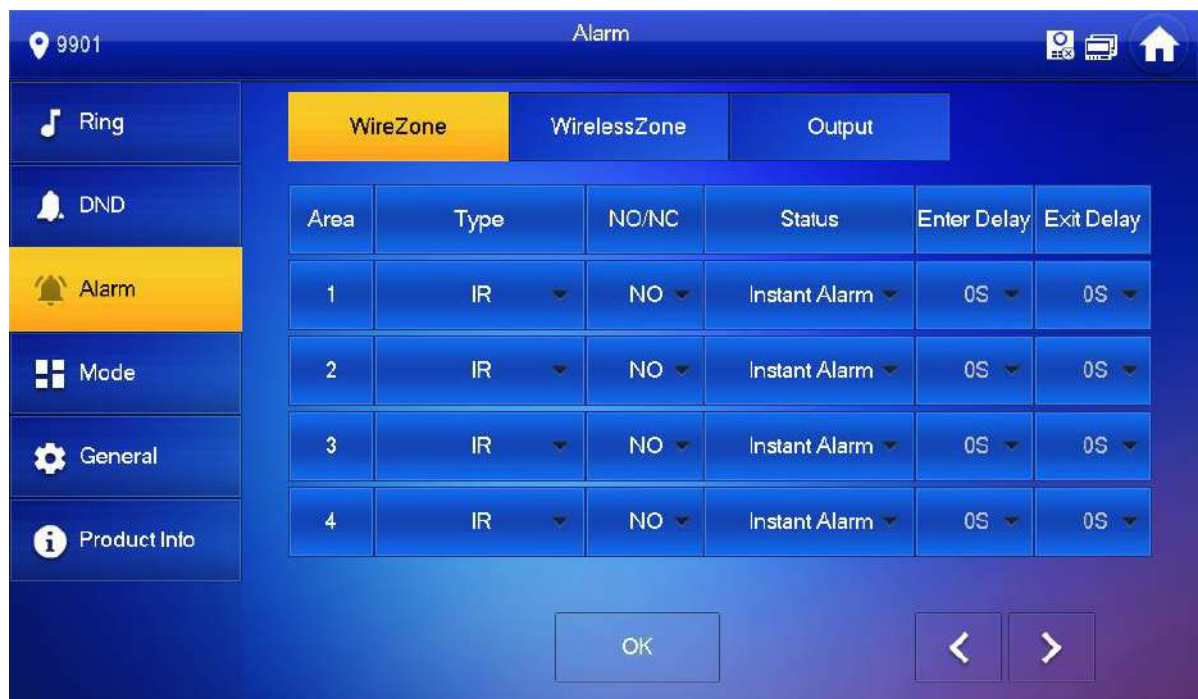 9901
Alarm
Ring
DND
Alarm
Mode
General
Product Info
WireZone WirelessZone Output
Area Type NO/NC Status Enter Delay Exit Delay
1 IR NO Instant Alarm 0S 0S
2 IR NO Instant Alarm 0S 0S
3 IR NO Instant Alarm 0S 0S
4 IR NO Instant Alarm 0S 0S
OK